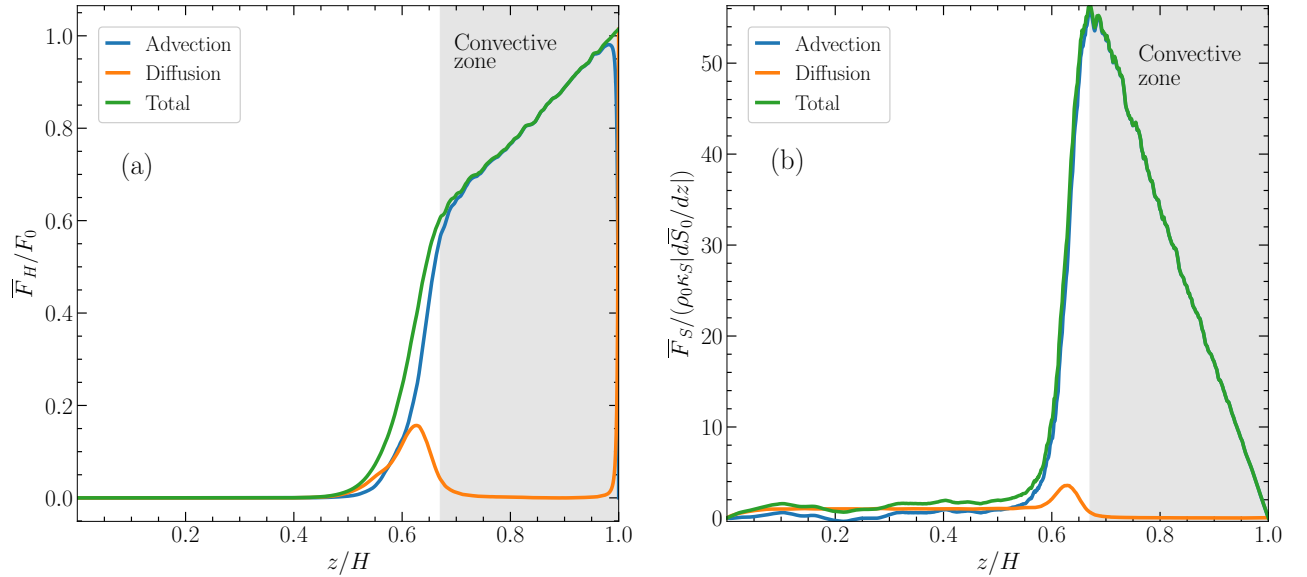 1.0
0.8
0.6
0.4
0.2
0.0
0.2
0.4
0.6
0.8
1.0
F̅_H/F_0
z/H
Advection
Diffusion
Total
Convective
zone
(a)
50
40
30
20
10
0
0.2
0.4
0.6
0.8
1.0
F̅_S/(ρ_0κ_S|dS̅_0/dz|)
z/H
Advection
Diffusion
Total
Convective
zone
(b)